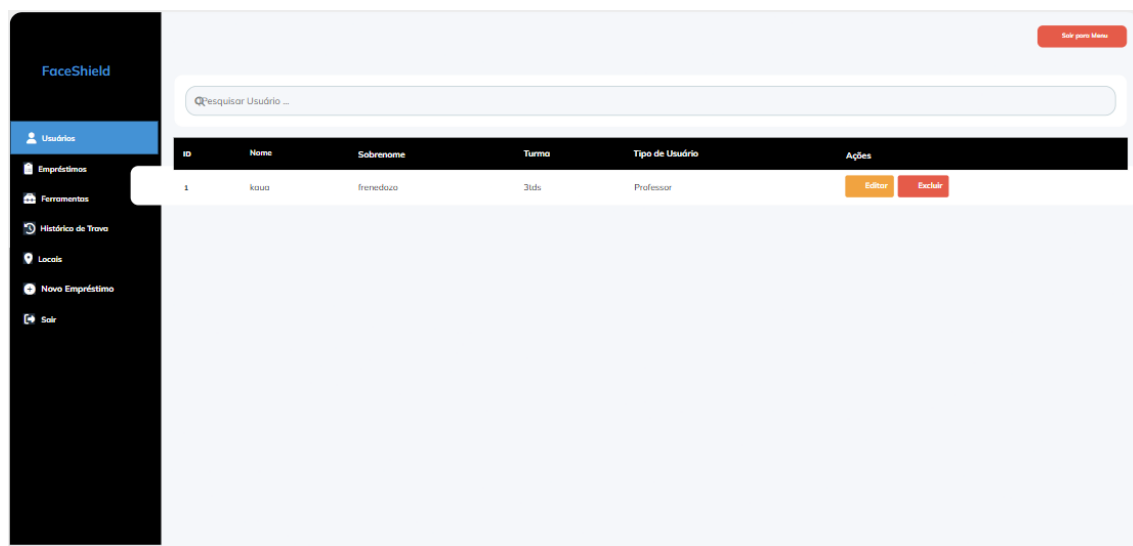 Sair para Menu
FaceShield
Pesquisar Usuário ...
Usuários
Empréstimos
Ferramentas
Histórico de Trava
Locais
Novo Empréstimo
Sair
ID Nome Sobrenome Turma Tipo de Usuário Ações
1 kaua frenedozo 3tds Professor Editar Excluir